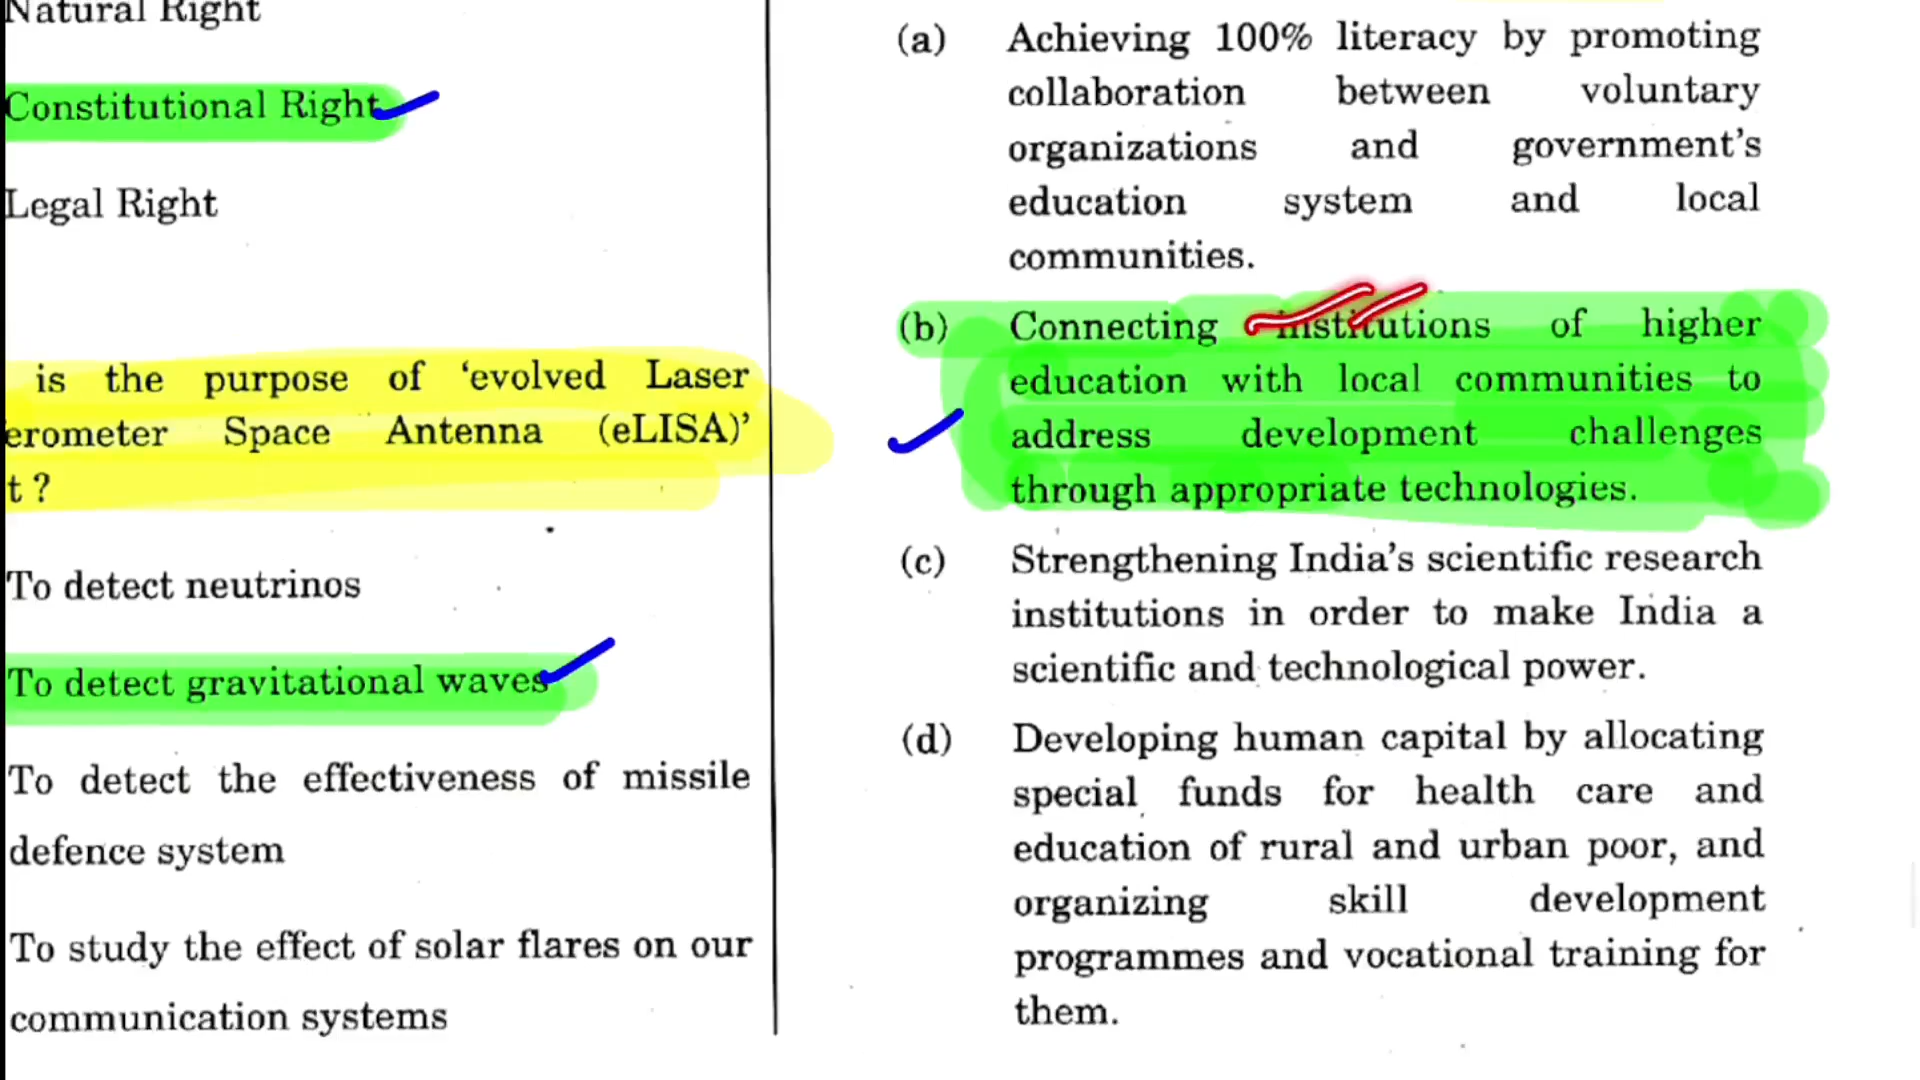 Natural Right
Constitutional Right
Legal Right
is the purpose of ‘evolved Laser
erometer Space Antenna (eLISA)’
t ?
To detect neutrinos
To detect gravitational waves
To detect the effectiveness of missile
defence system
To study the effect of solar flares on our
communication systems
(a) Achieving 100% literacy by promoting
collaboration between voluntary
organizations and government’s
education system and local
communities.
(b) Connecting institutions of higher
education with local communities to
address development challenges
through appropriate technologies.
(c) Strengthening India’s scientific research
institutions in order to make India a
scientific and technological power.
(d) Developing human capital by allocating
special funds for health care and
education of rural and urban poor, and
organizing skill development
programmes and vocational training for
them.